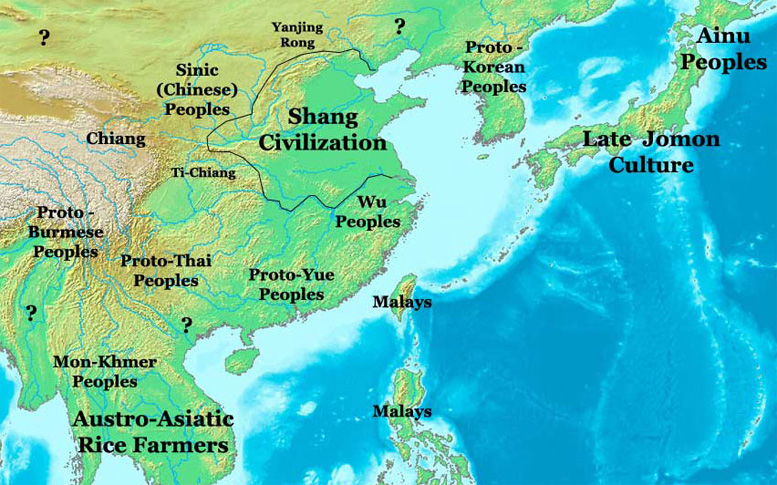 ?
Yanjing
Rong
?
Ainu
Peoples
Proto -
Korean
Peoples
Sinic
(Chinese)
Peoples
Shang
Civilization
Chiang
Late Jomon
Culture
Ti-Chiang
Wu
Peoples
Proto -
Burmese
Peoples
Proto-Thai
Peoples
Proto-Yue
Peoples
Malays
?
?
Mon-Khmer
Peoples
Malays
Austro-Asiatic
Rice Farmers